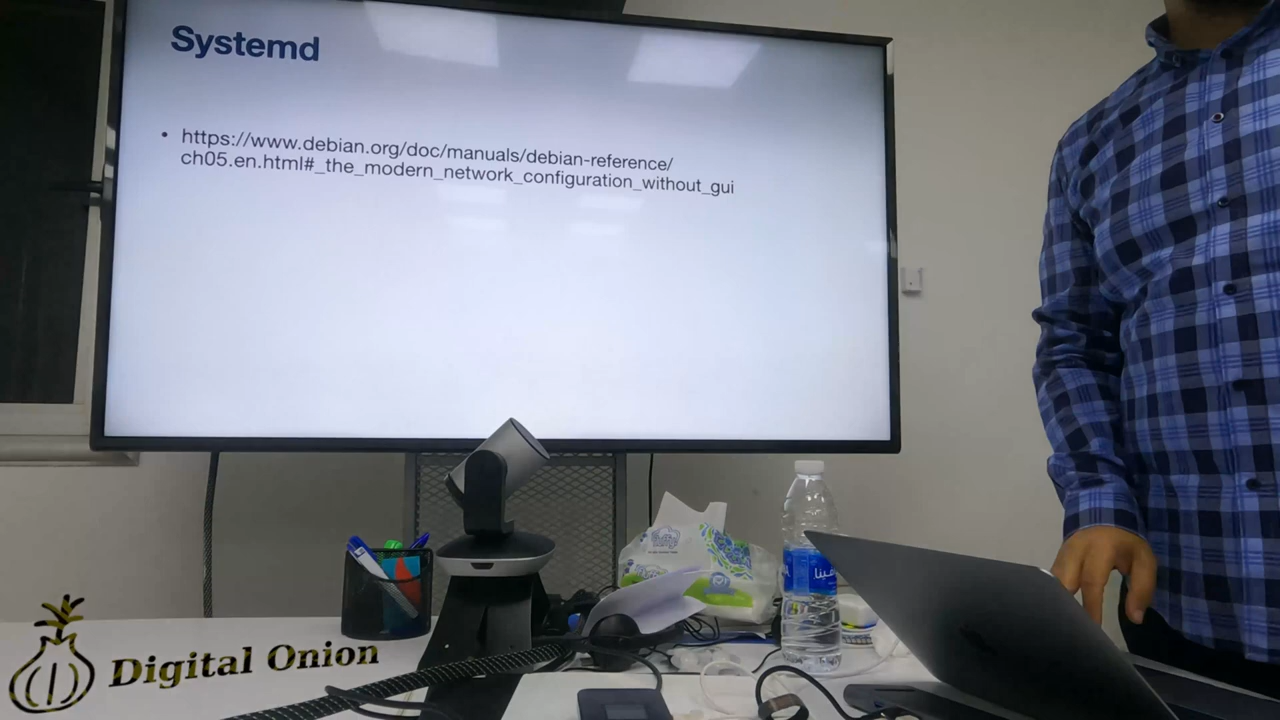 Systemd
• https://www.debian.org/doc/manuals/debian-reference/
ch05.en.html#_the_modern_network_configuration_without_gui
Digital Onion